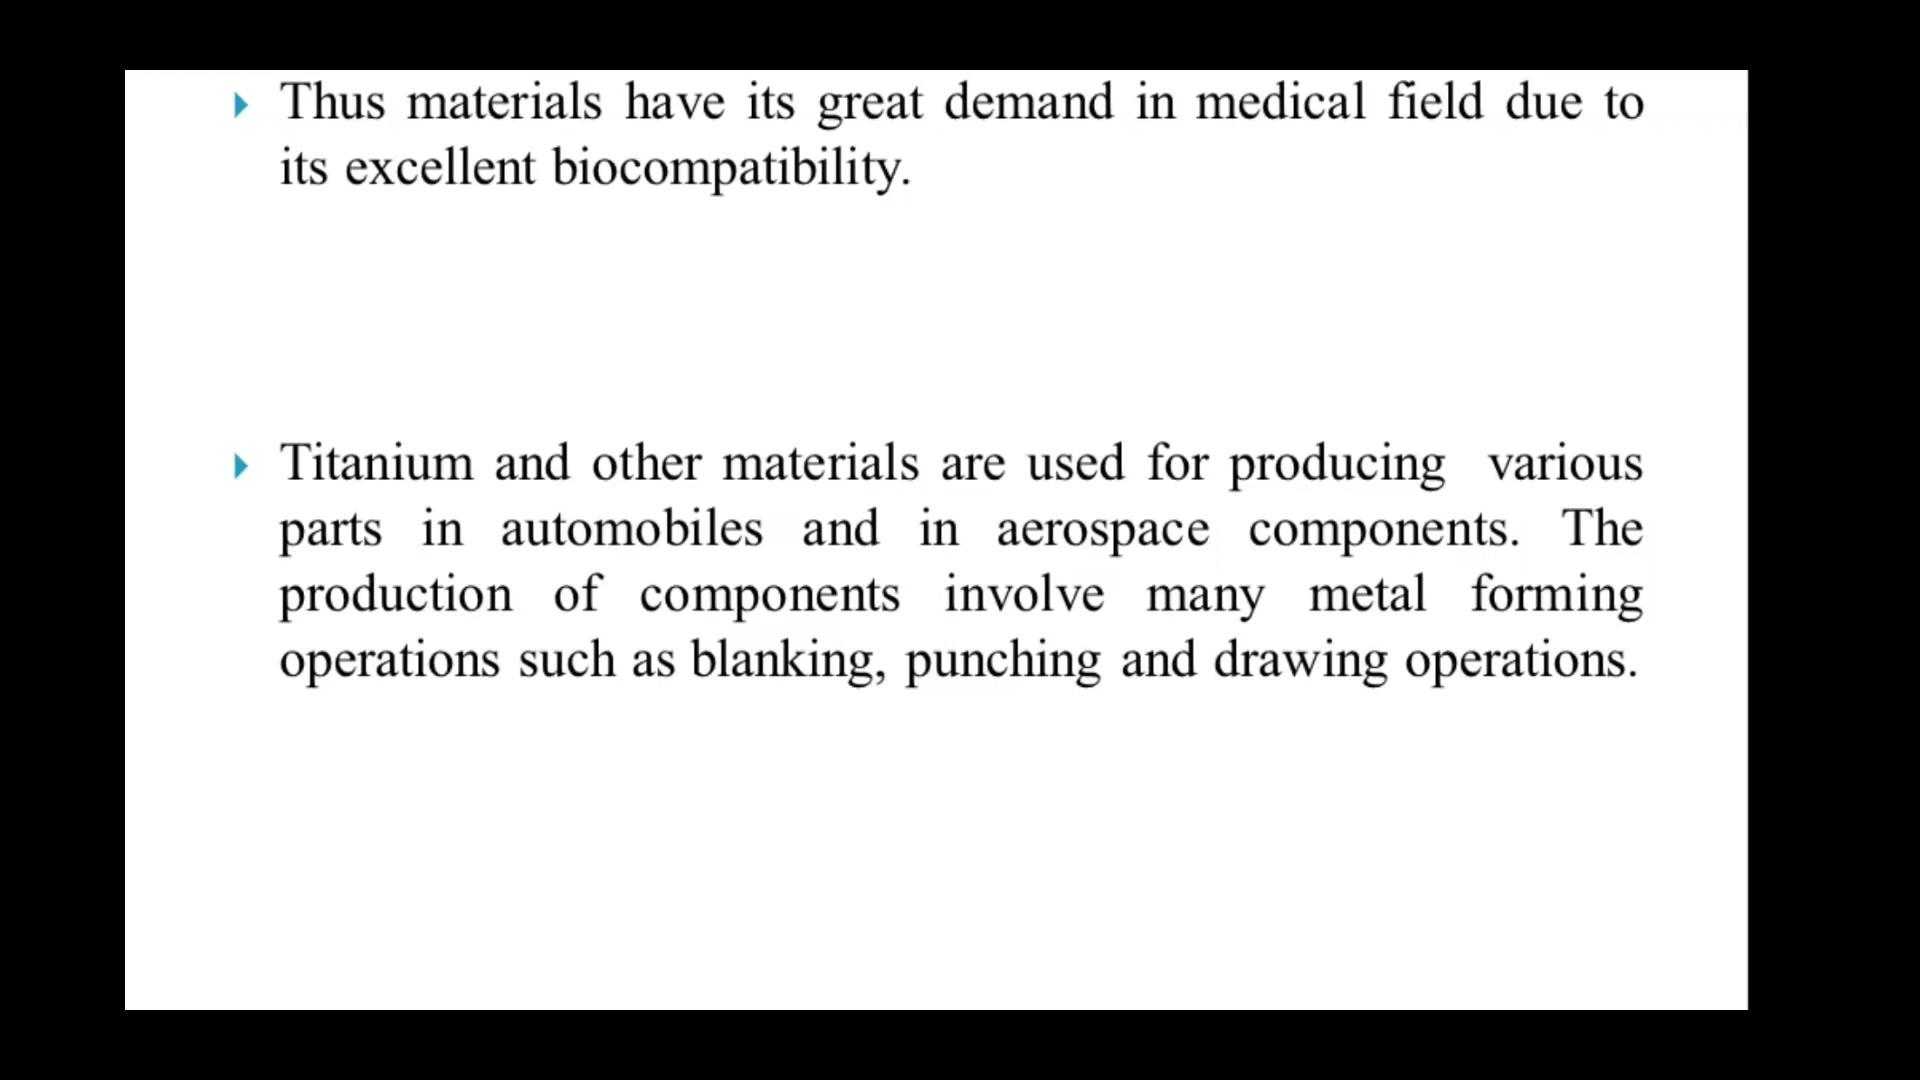 Thus materials have its great demand in medical field due to
its excellent biocompatibility.
Titanium and other materials are used for producing various
parts in automobiles and in aerospace components. The
production of components involve many metal forming
operations such as blanking, punching and drawing operations.